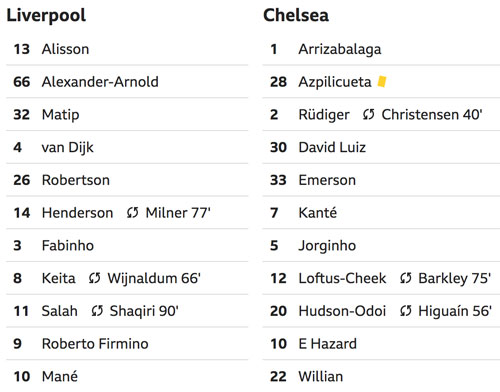 Liverpool
13 Alisson
66 Alexander-Arnold
32 Matip
4 van Dijk
26 Robertson
14 Henderson Milner 77'
3 Fabinho
8 Keita Wijnaldum 66'
11 Salah Shaqiri 90'
9 Roberto Firmino
10 Mané
Chelsea
1 Arrizabalaga
28 Azpilicueta
2 Rüdiger Christensen 40'
30 David Luiz
33 Emerson
7 Kanté
5 Jorginho
12 Loftus-Cheek Barkley 75'
20 Hudson-Odoi Higuaín 56'
10 E Hazard
22 Willian